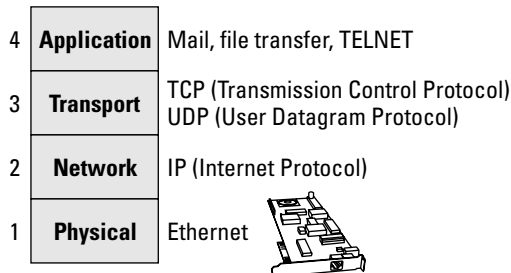 4 Application Mail, file transfer, TELNET
3 Transport TCP (Transmission Control Protocol)
UDP (User Datagram Protocol)
2 Network IP (Internet Protocol)
1 Physical Ethernet